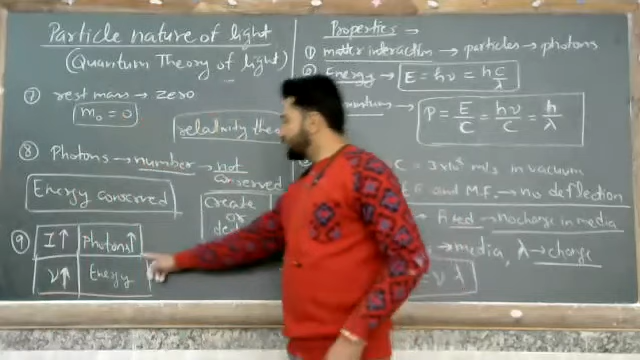 Particle nature of light
(Quantum Theory of light)
⑦ rest mass → zero
m₀ = 0
relativity theo
⑧ Photons → number → not
conserved
Energy conserved
Create
or
de
⑨ I↑ Photons↑
ν↑ Energy
Properties →
① matter interaction → particles → photons
Energy → E = hν = hc/λ
P = E/C = hν/C = h/λ
C = 3×10⁸ m/s in vacuum
E.F and M.F. → no deflection
→ fixed → no change in media
→ media, λ → change
ν λ